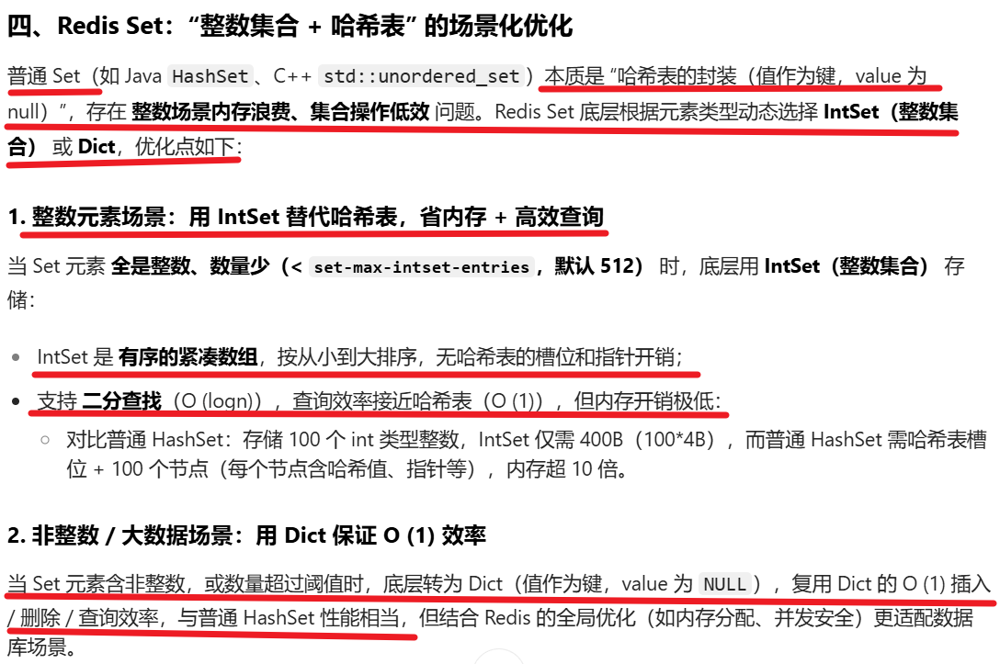 四、Redis Set：“整数集合 + 哈希表” 的场景化优化
普通 Set（如 Java HashSet、C++ std::unordered_set）本质是 “哈希表的封装（值作为键，value 为
null）”，存在 整数场景内存浪费、集合操作低效 问题。Redis Set 底层根据元素类型动态选择 IntSet（整数集
合） 或 Dict，优化点如下：
1. 整数元素场景：用 IntSet 替代哈希表，省内存 + 高效查询
当 Set 元素 全是整数、数量少（< set-max-intset-entries，默认 512） 时，底层用 IntSet（整数集合） 存
储：
• IntSet 是 有序的紧凑数组，按从小到大排序，无哈希表的槽位和指针开销；
• 支持 二分查找（O (logn)），查询效率接近哈希表（O (1)），但内存开销极低：
○ 对比普通 HashSet：存储 100 个 int 类型整数，IntSet 仅需 400B（100*4B），而普通 HashSet 需哈希表槽
位 + 100 个节点（每个节点含哈希值、指针等），内存超 10 倍。
2. 非整数 / 大数据场景：用 Dict 保证 O (1) 效率
当 Set 元素含非整数，或数量超过阈值时，底层转为 Dict（值作为键，value 为 NULL），复用 Dict 的 O (1) 插入
/ 删除 / 查询效率，与普通 HashSet 性能相当，但结合 Redis 的全局优化（如内存分配、并发安全）更适配数据
库场景。